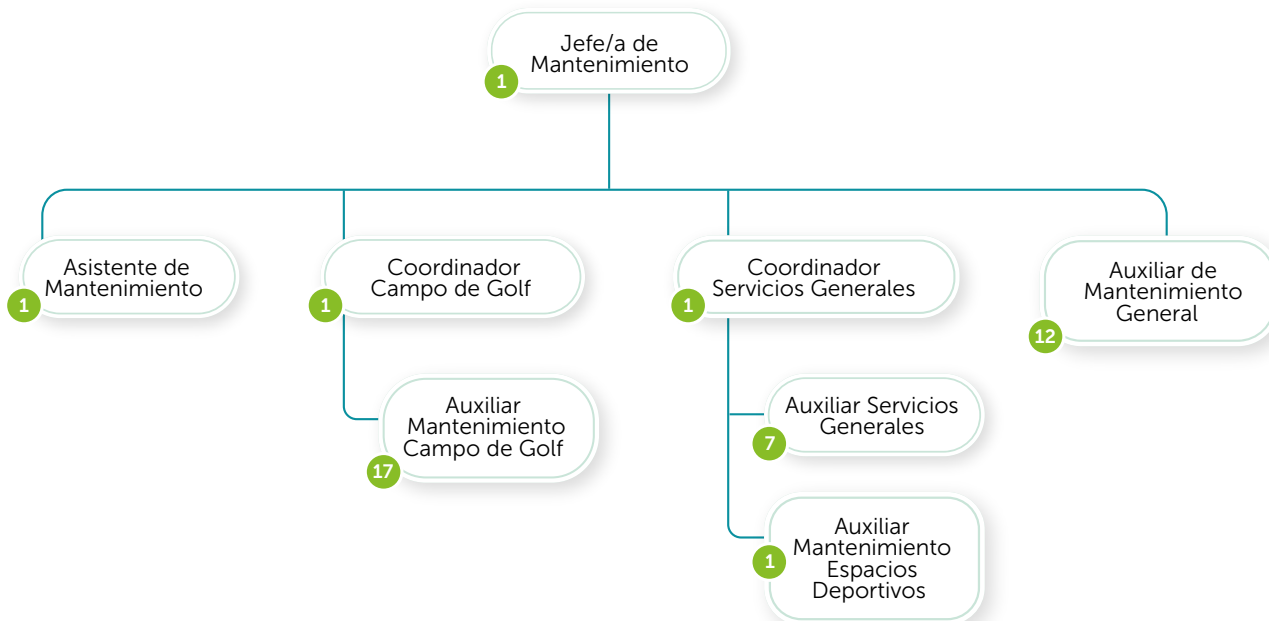 Jefe/a de
Mantenimiento
1
Asistente de
Mantenimiento
1
Coordinador
Campo de Golf
1
Coordinador
Servicios Generales
1
Auxiliar de
Mantenimiento
General
12
Auxiliar
Mantenimiento
Campo de Golf
17
Auxiliar Servicios
Generales
7
Auxiliar
Mantenimiento
Espacios
Deportivos
1